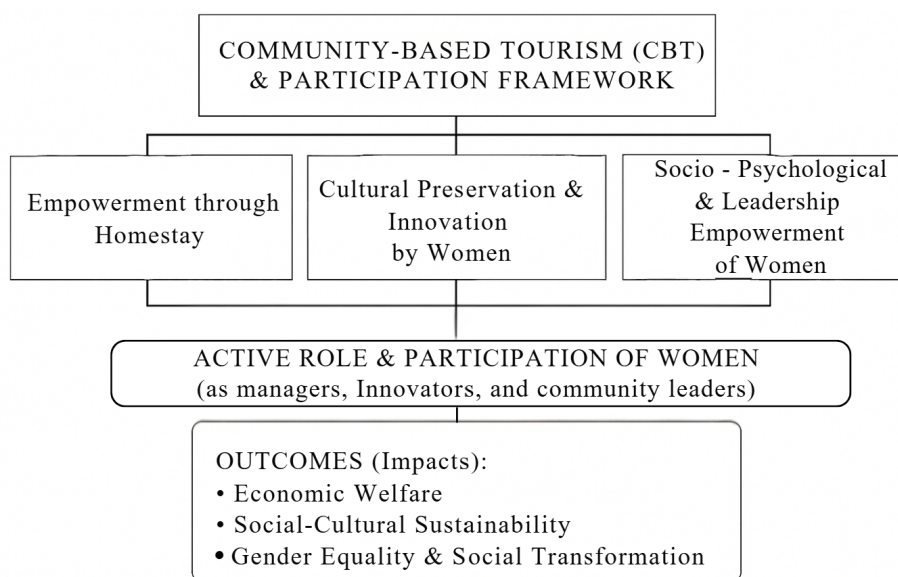 COMMUNITY-BASED TOURISM (CBT)
& PARTICIPATION FRAMEWORK
Empowerment through
Homestay
Cultural Preservation &
Innovation
by Women
Socio - Psychological
& Leadership
Empowerment
of Women
ACTIVE ROLE & PARTICIPATION OF WOMEN
(as managers, Innovators, and community leaders)
OUTCOMES (Impacts):
• Economic Welfare
• Social-Cultural Sustainability
• Gender Equality & Social Transformation